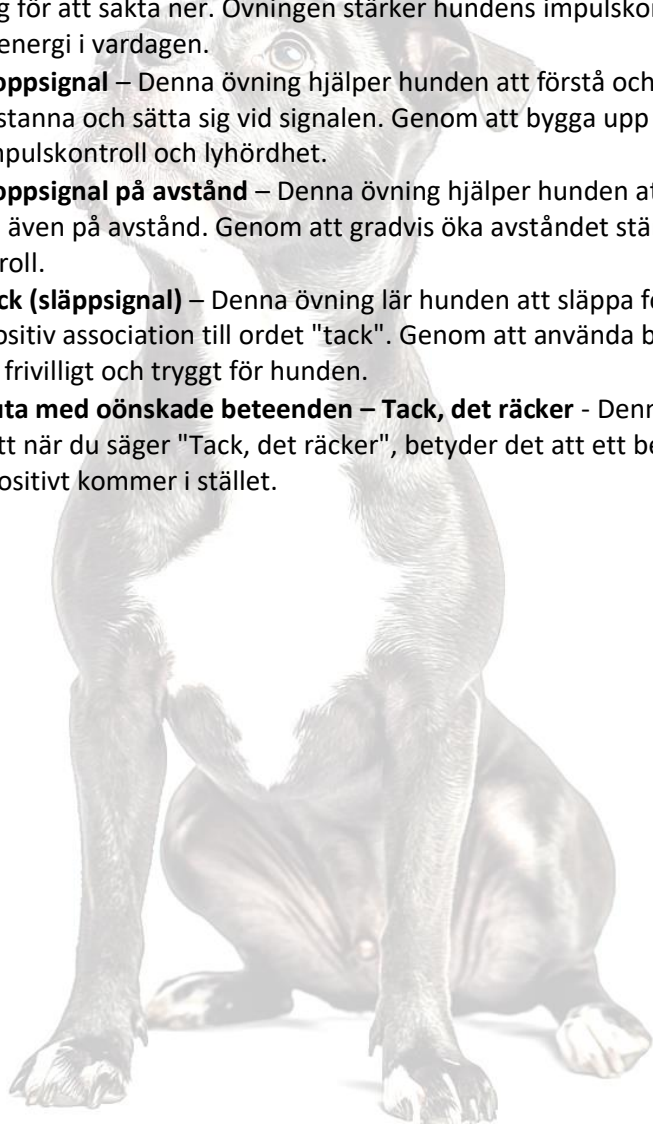 g för att sakta ner. Övningen stärker hundens impulskon
energi i vardagen.
oppsignal – Denna övning hjälper hunden att förstå och
stanna och sätta sig vid signalen. Genom att bygga upp
mpulskontroll och lyhördhet.
oppsignal på avstånd – Denna övning hjälper hunden at
även på avstånd. Genom att gradvis öka avståndet stä
roll.
ck (släppsignal) – Denna övning lär hunden att släppa fö
ositiv association till ordet "tack". Genom att använda b
frivilligt och tryggt för hunden.
uta med oönskade beteenden – Tack, det räcker - Denn
tt när du säger "Tack, det räcker", betyder det att ett be
ositivt kommer i stället.